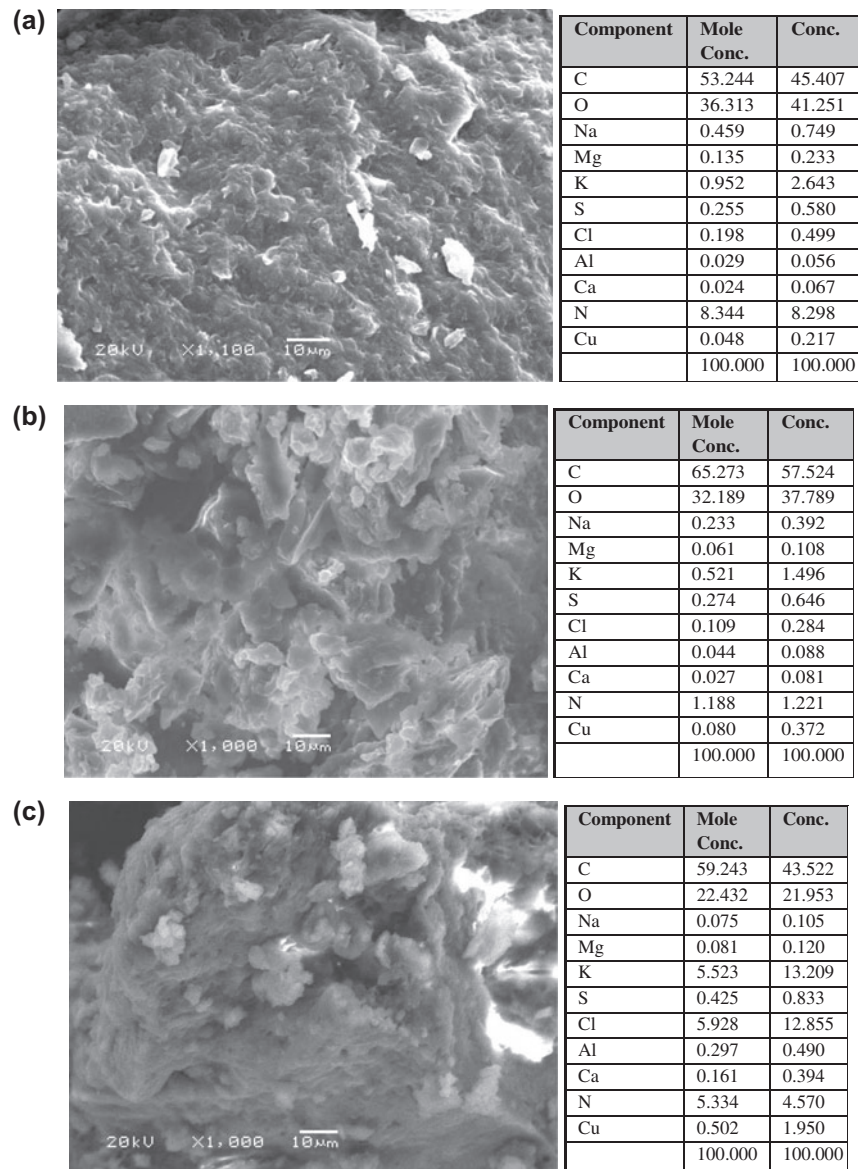 (a)
Component Mole Conc. Conc.
C 53.244 45.407
O 36.313 41.251
Na 0.459 0.749
Mg 0.135 0.233
K 0.952 2.643
S 0.255 0.580
Cl 0.198 0.499
Al 0.029 0.056
Ca 0.024 0.067
N 8.344 8.298
Cu 0.048 0.217
100.000 100.000
20kV X1,100 10µm
(b)
Component Mole Conc. Conc.
C 65.273 57.524
O 32.189 37.789
Na 0.233 0.392
Mg 0.061 0.108
K 0.521 1.496
S 0.274 0.646
Cl 0.109 0.284
Al 0.044 0.088
Ca 0.027 0.081
N 1.188 1.221
Cu 0.080 0.372
100.000 100.000
20kV X1,000 10µm
(c)
Component Mole Conc. Conc.
C 59.243 43.522
O 22.432 21.953
Na 0.075 0.105
Mg 0.081 0.120
K 5.523 13.209
S 0.425 0.833
Cl 5.928 12.855
Al 0.297 0.490
Ca 0.161 0.394
N 5.334 4.570
Cu 0.502 1.950
100.000 100.000
20kV X1,000 10µm